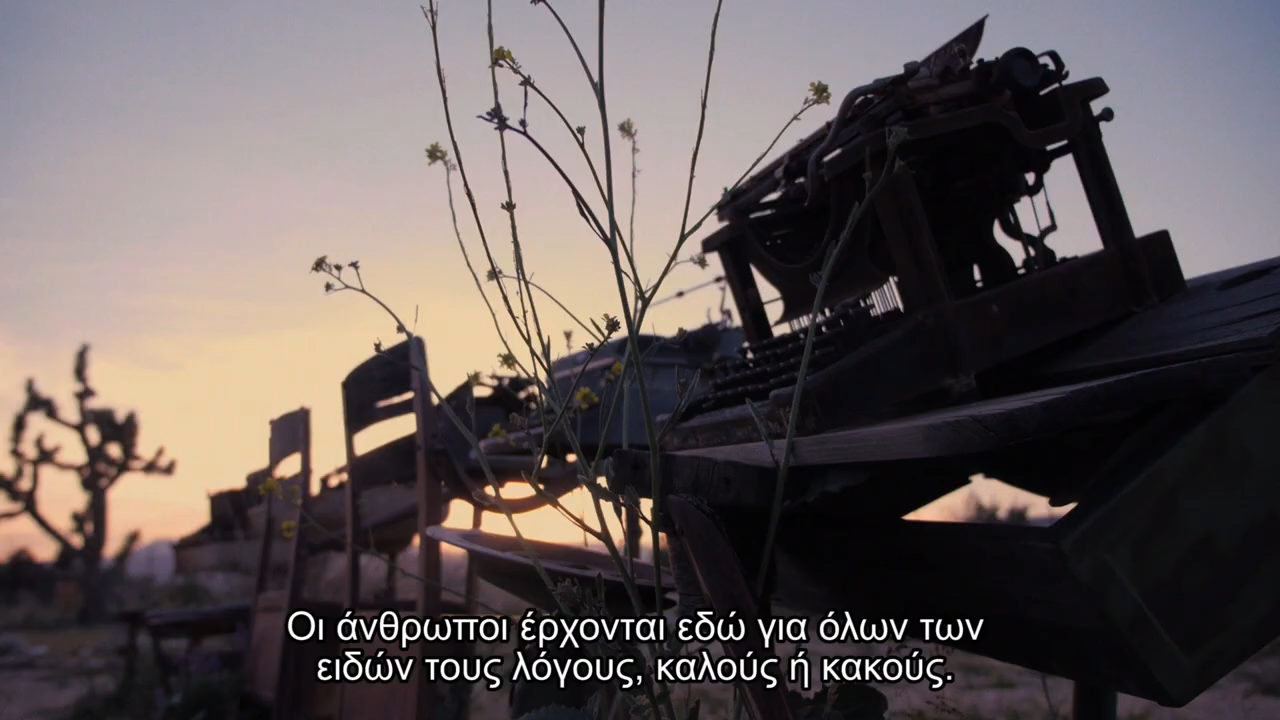 Οι άνθρωποι έρχονται εδώ για όλων των
ειδών τους λόγους, καλούς ή κακούς.